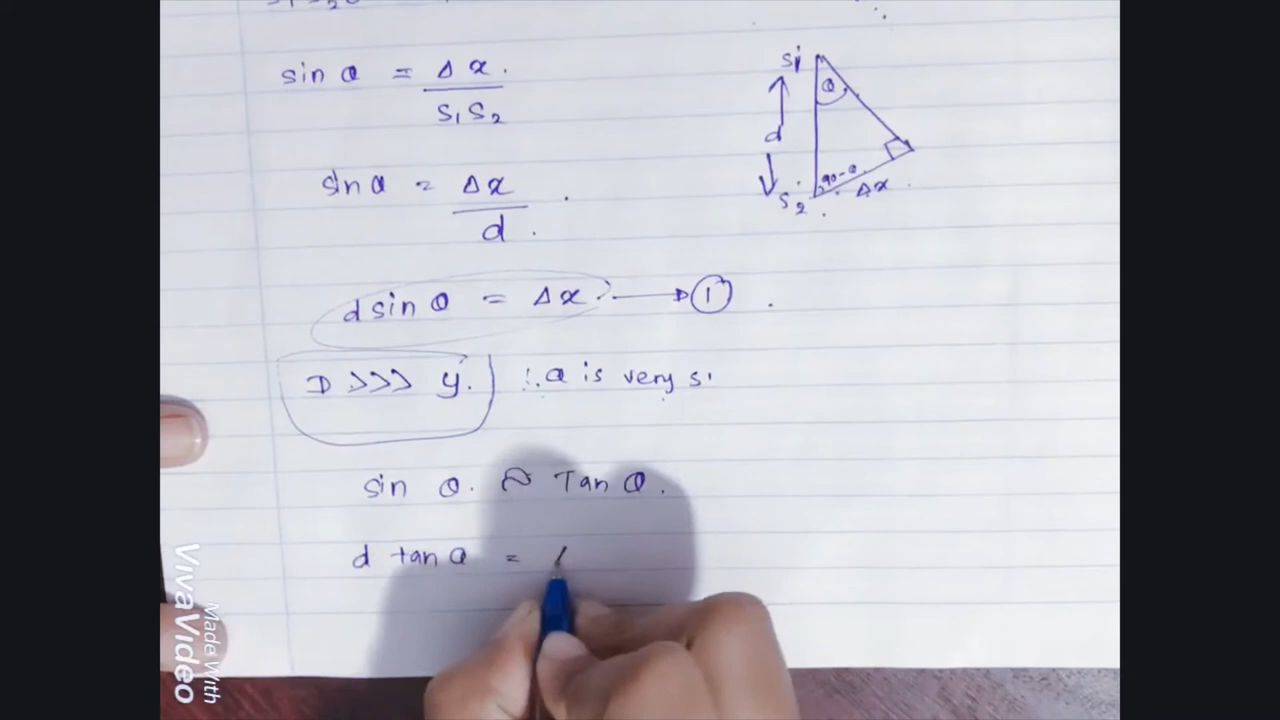 sin θ = Δx.
S₁S₂
sin θ = Δx
d.
S₁
θ
d
90-θ
S₂
Δx
d sin θ = Δx → ①
D >>> y. ∴ θ is very s
sin θ. ≈ Tan θ.
d tan θ =
Made With
VivaVideo